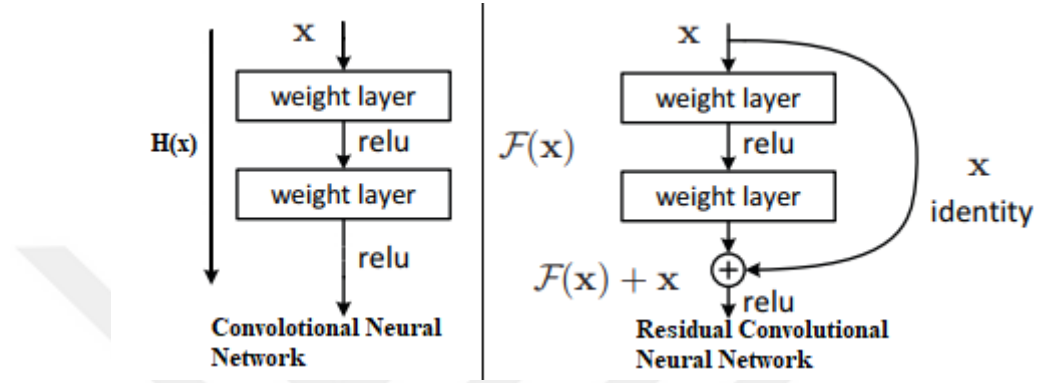 x
weight layer
H(x)
relu
weight layer
relu
Convolotional Neural
Network
x
weight layer
F(x)
relu
x
weight layer
identity
F(x) + x
+
relu
Residual Convolutional
Neural Network